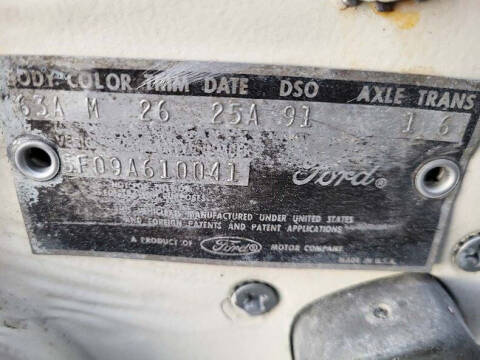 BODY COLOR TRIM DATE DSO AXLE TRANS
63A M 26 25A 91 1 6
5F09A610041
Ford
MANUFACTURED UNDER UNITED STATES
AND FOREIGN PATENTS AND PATENT APPLICATIONS
A PRODUCT OF Ford MOTOR COMPANY
MADE IN U.S.A.